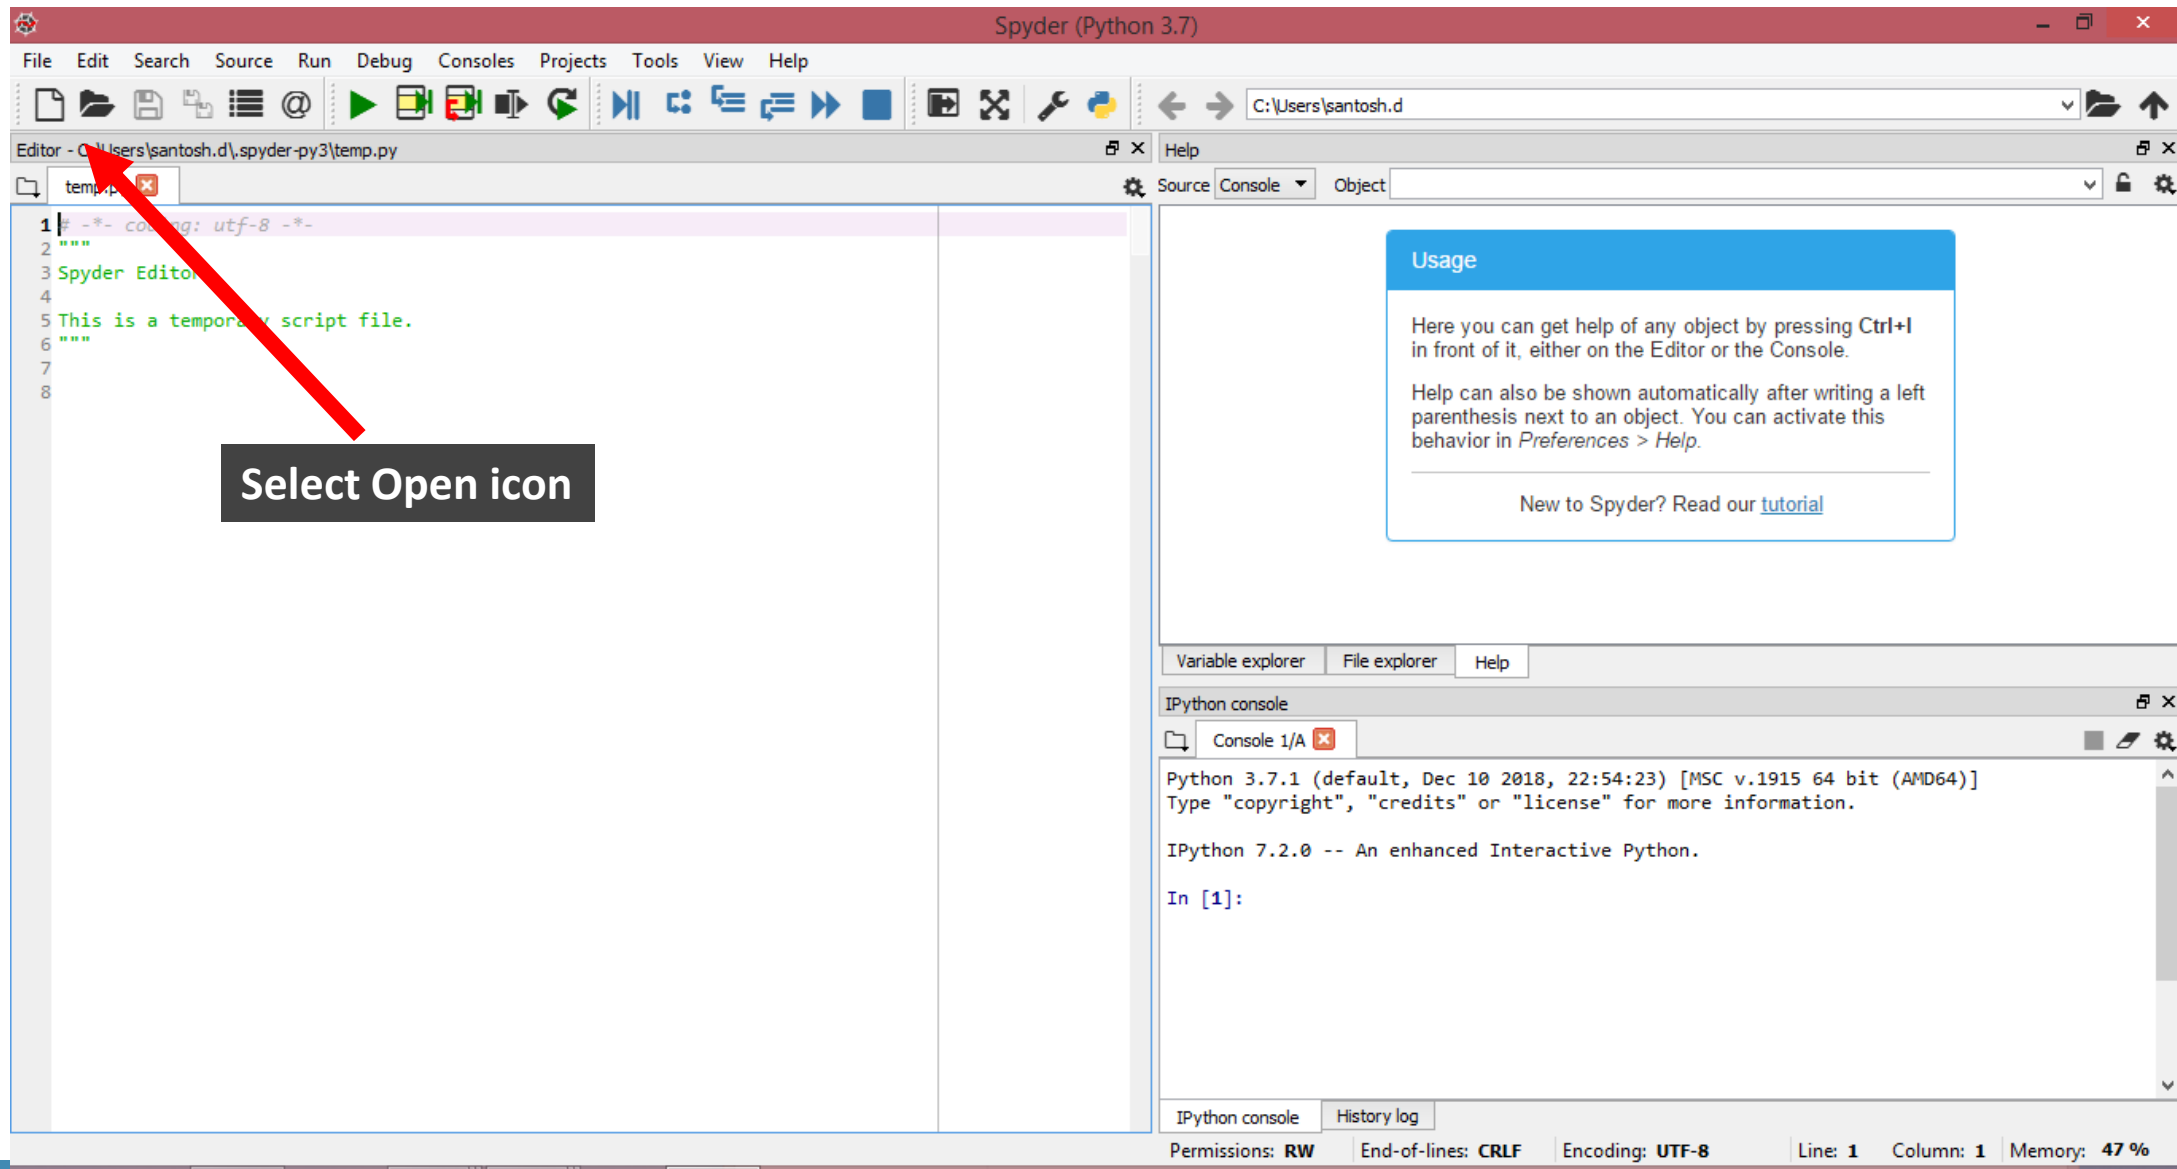 Spyder (Python 3.7)
File Edit Search Source Run Debug Consoles Projects Tools View Help
C:\Users\santosh.d
Editor - C:\Users\santosh.d\.spyder-py3\temp.py
Help
temp.p
Source Console Object
1 # -*- coding: utf-8 -*-
2 """
3 Spyder Editor
4
5 This is a temporary script file.
6 """
7
8
Select Open icon
Usage
Here you can get help of any object by pressing Ctrl+I
in front of it, either on the Editor or the Console.
Help can also be shown automatically after writing a left
parenthesis next to an object. You can activate this
behavior in Preferences > Help.
New to Spyder? Read our tutorial
Variable explorer File explorer Help
IPython console
Console 1/A
Python 3.7.1 (default, Dec 10 2018, 22:54:23) [MSC v.1915 64 bit (AMD64)]
Type "copyright", "credits" or "license" for more information.
IPython 7.2.0 -- An enhanced Interactive Python.
In [1]:
IPython console History log
Permissions: RW End-of-lines: CRLF Encoding: UTF-8 Line: 1 Column: 1 Memory: 47 %